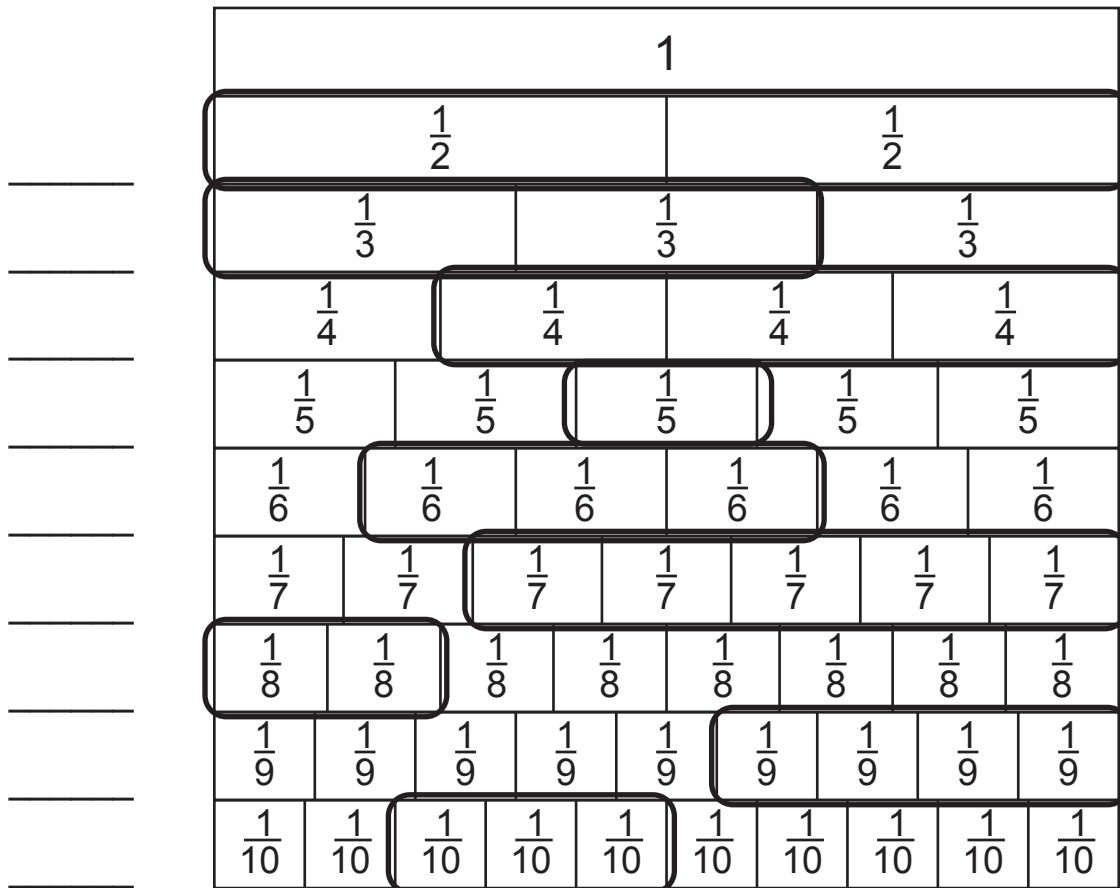 1
1/2 1/2
1/3 1/3 1/3
1/4 1/4 1/4 1/4
1/5 1/5 1/5 1/5 1/5
1/6 1/6 1/6 1/6 1/6 1/6
1/7 1/7 1/7 1/7 1/7 1/7 1/7
1/8 1/8 1/8 1/8 1/8 1/8 1/8 1/8
1/9 1/9 1/9 1/9 1/9 1/9 1/9 1/9 1/9
1/10 1/10 1/10 1/10 1/10 1/10 1/10 1/10 1/10 1/10